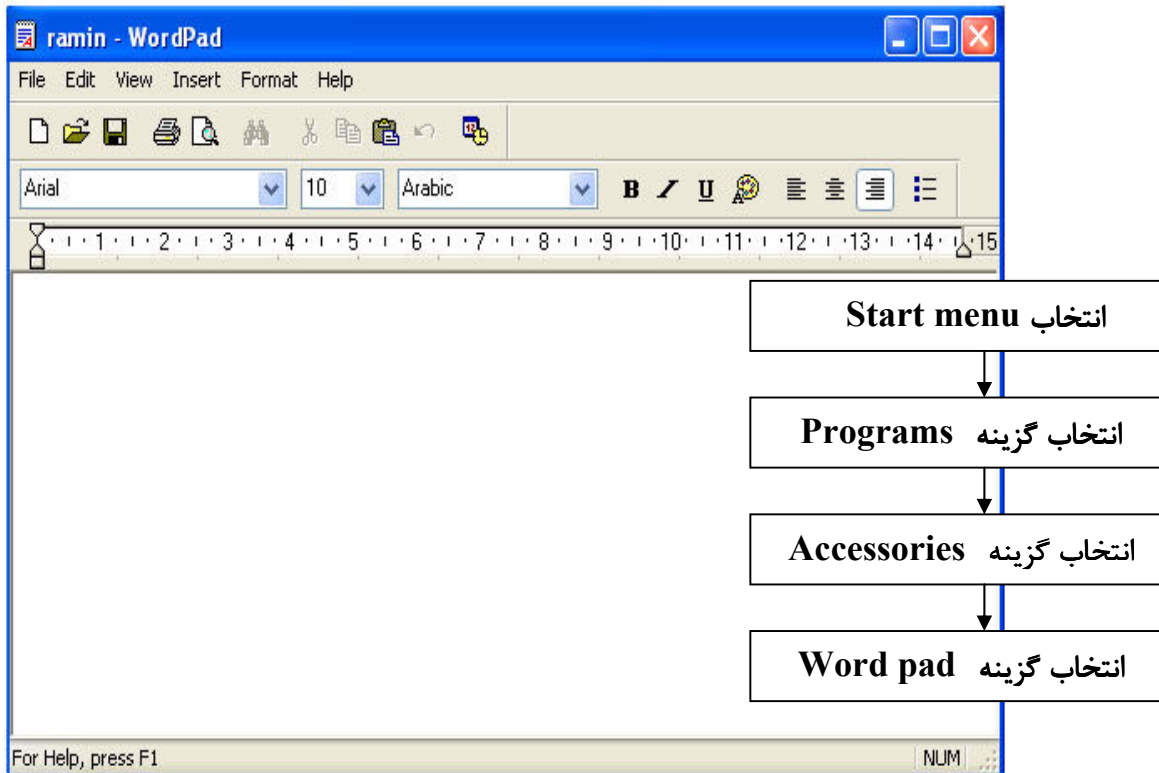 ramin - WordPad
File Edit View Insert Format Help
Arial 10 Arabic B I U
1 2 3 4 5 6 7 8 9 10 11 12 13 14 15
انتخاب Start menu
انتخاب گزینه Programs
انتخاب گزینه Accessories
انتخاب گزینه Word pad
For Help, press F1 NUM